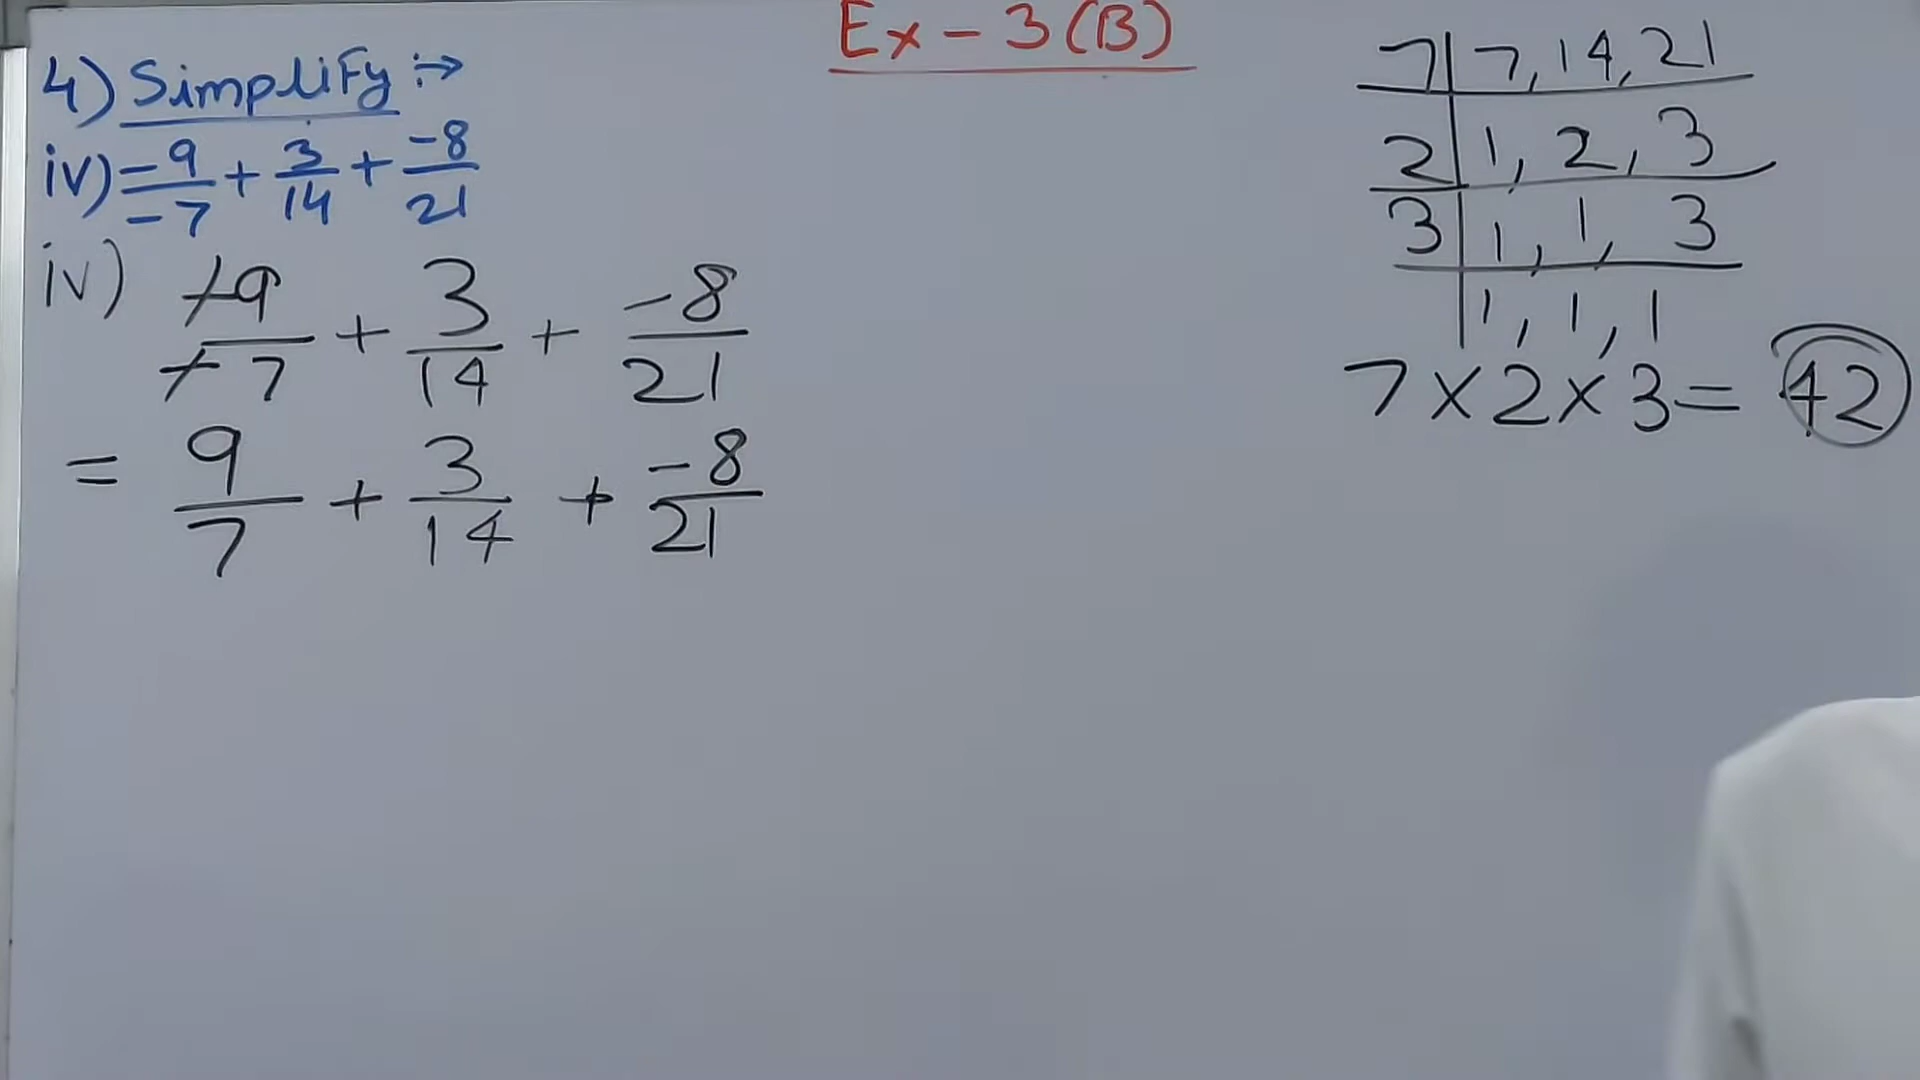 Ex - 3 (B)
4) Simplify :→
iv) -9/-7 + 3/14 + -8/21
iv) -9/-7 + 3/14 + -8/21
= 9/7 + 3/14 + -8/21
7 | 7, 14, 21
2 | 1, 2, 3
3 | 1, 1, 3
| 1, 1, 1
7 × 2 × 3 = 42